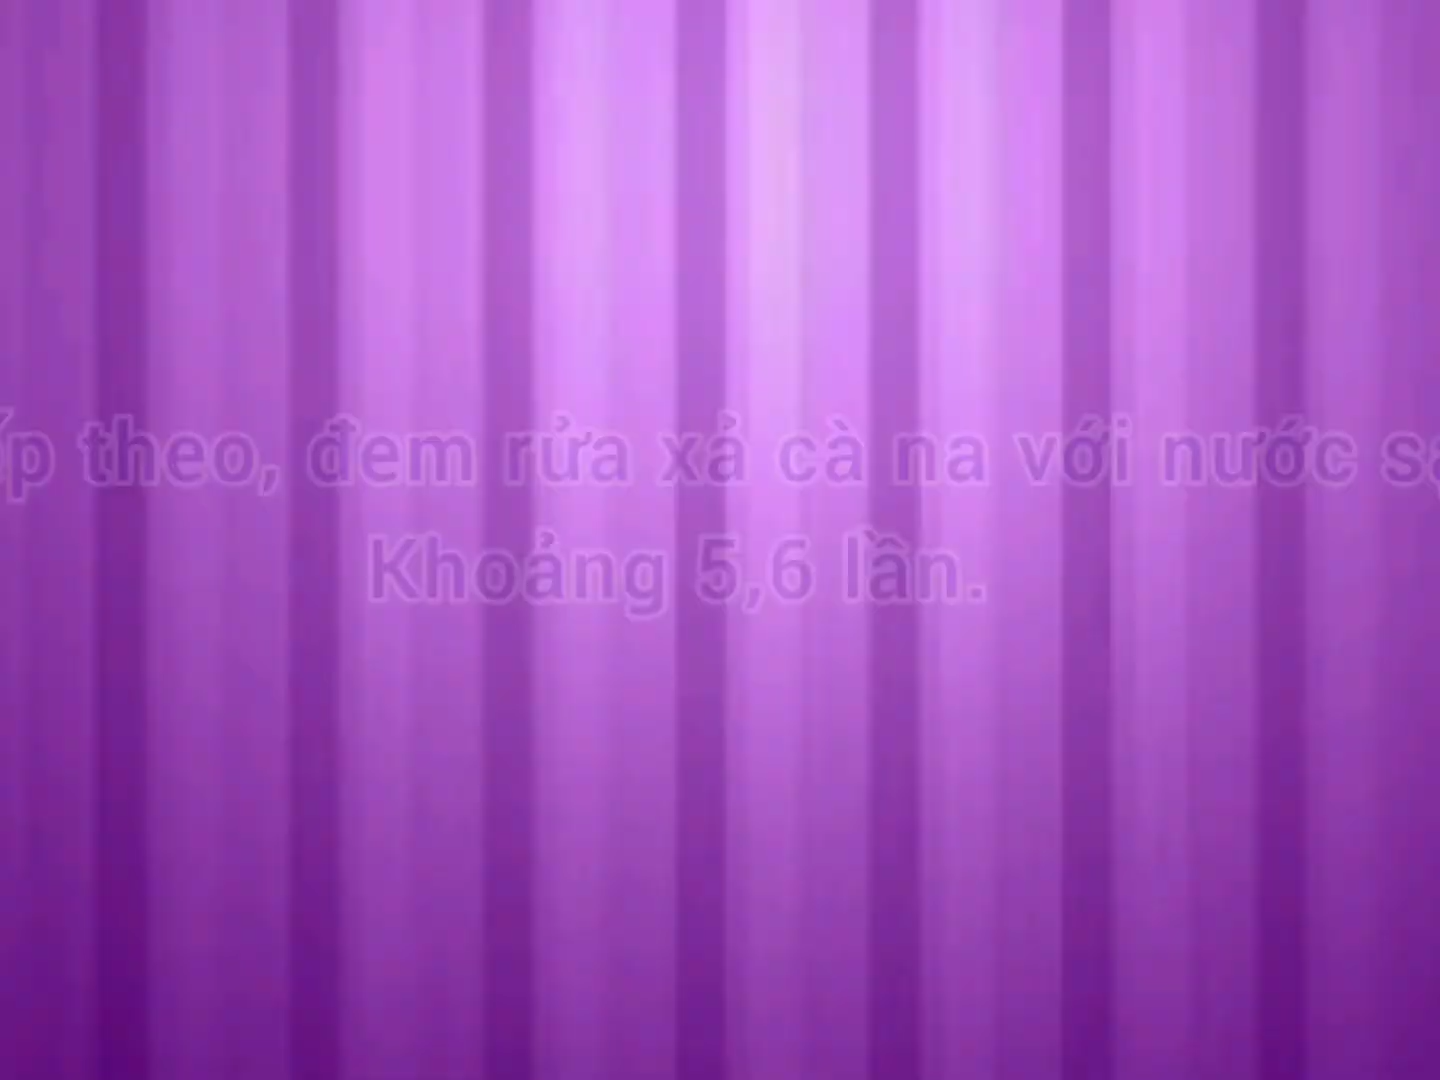 theo, đem rửa xả cà na với nước
Khoảng 5,6 lần.